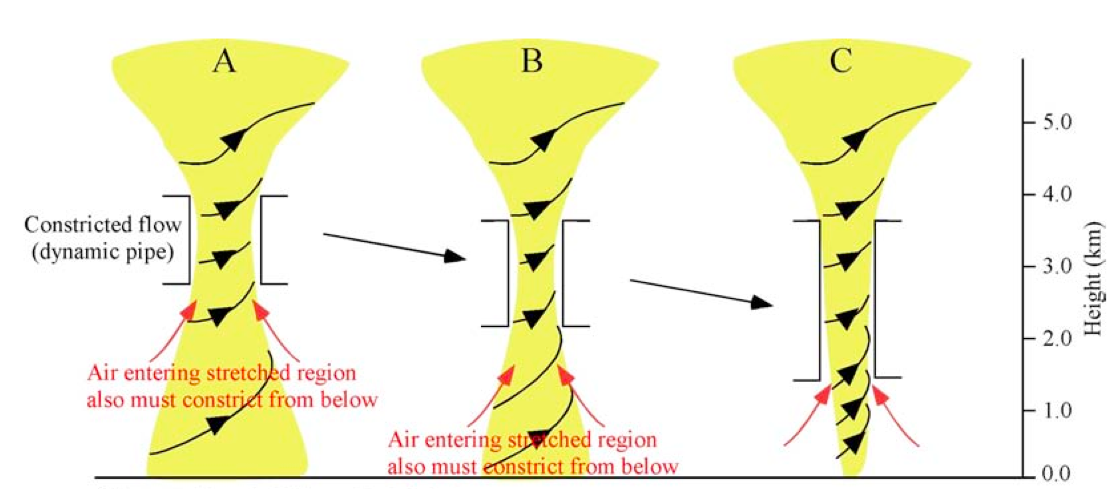 A
B
C
Constricted flow
(dynamic pipe)
Air entering stretched region
also must constrict from below
Air entering stretched region
also must constrict from below
5.0
4.0
3.0
2.0
1.0
0.0
Height (km)